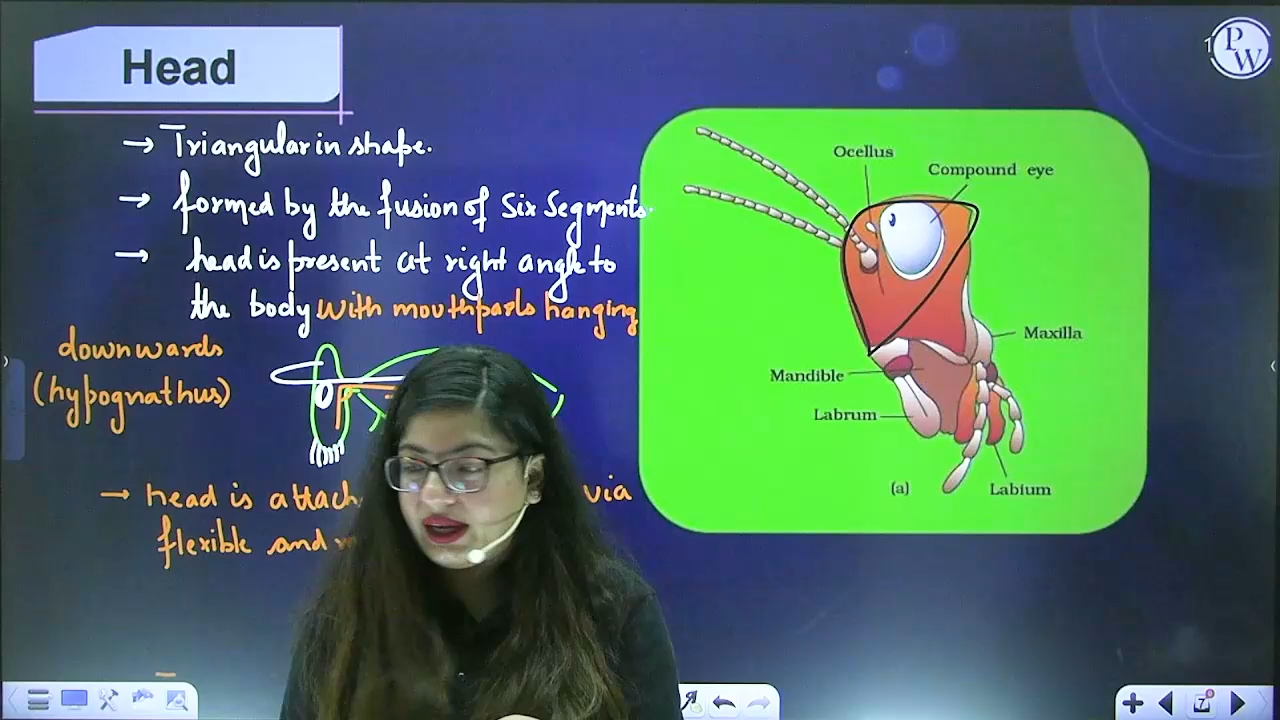 Head
PW
→ Triangular in shape.
→ formed by the fusion of Six Segments.
→ head is present at right angle to
the body with mouthparts hanging
downwards
(hypognathus)
→ head is attach via
flexible and
Ocellus
Compound eye
Maxilla
Mandible
Labrum
(a)
Labium
7